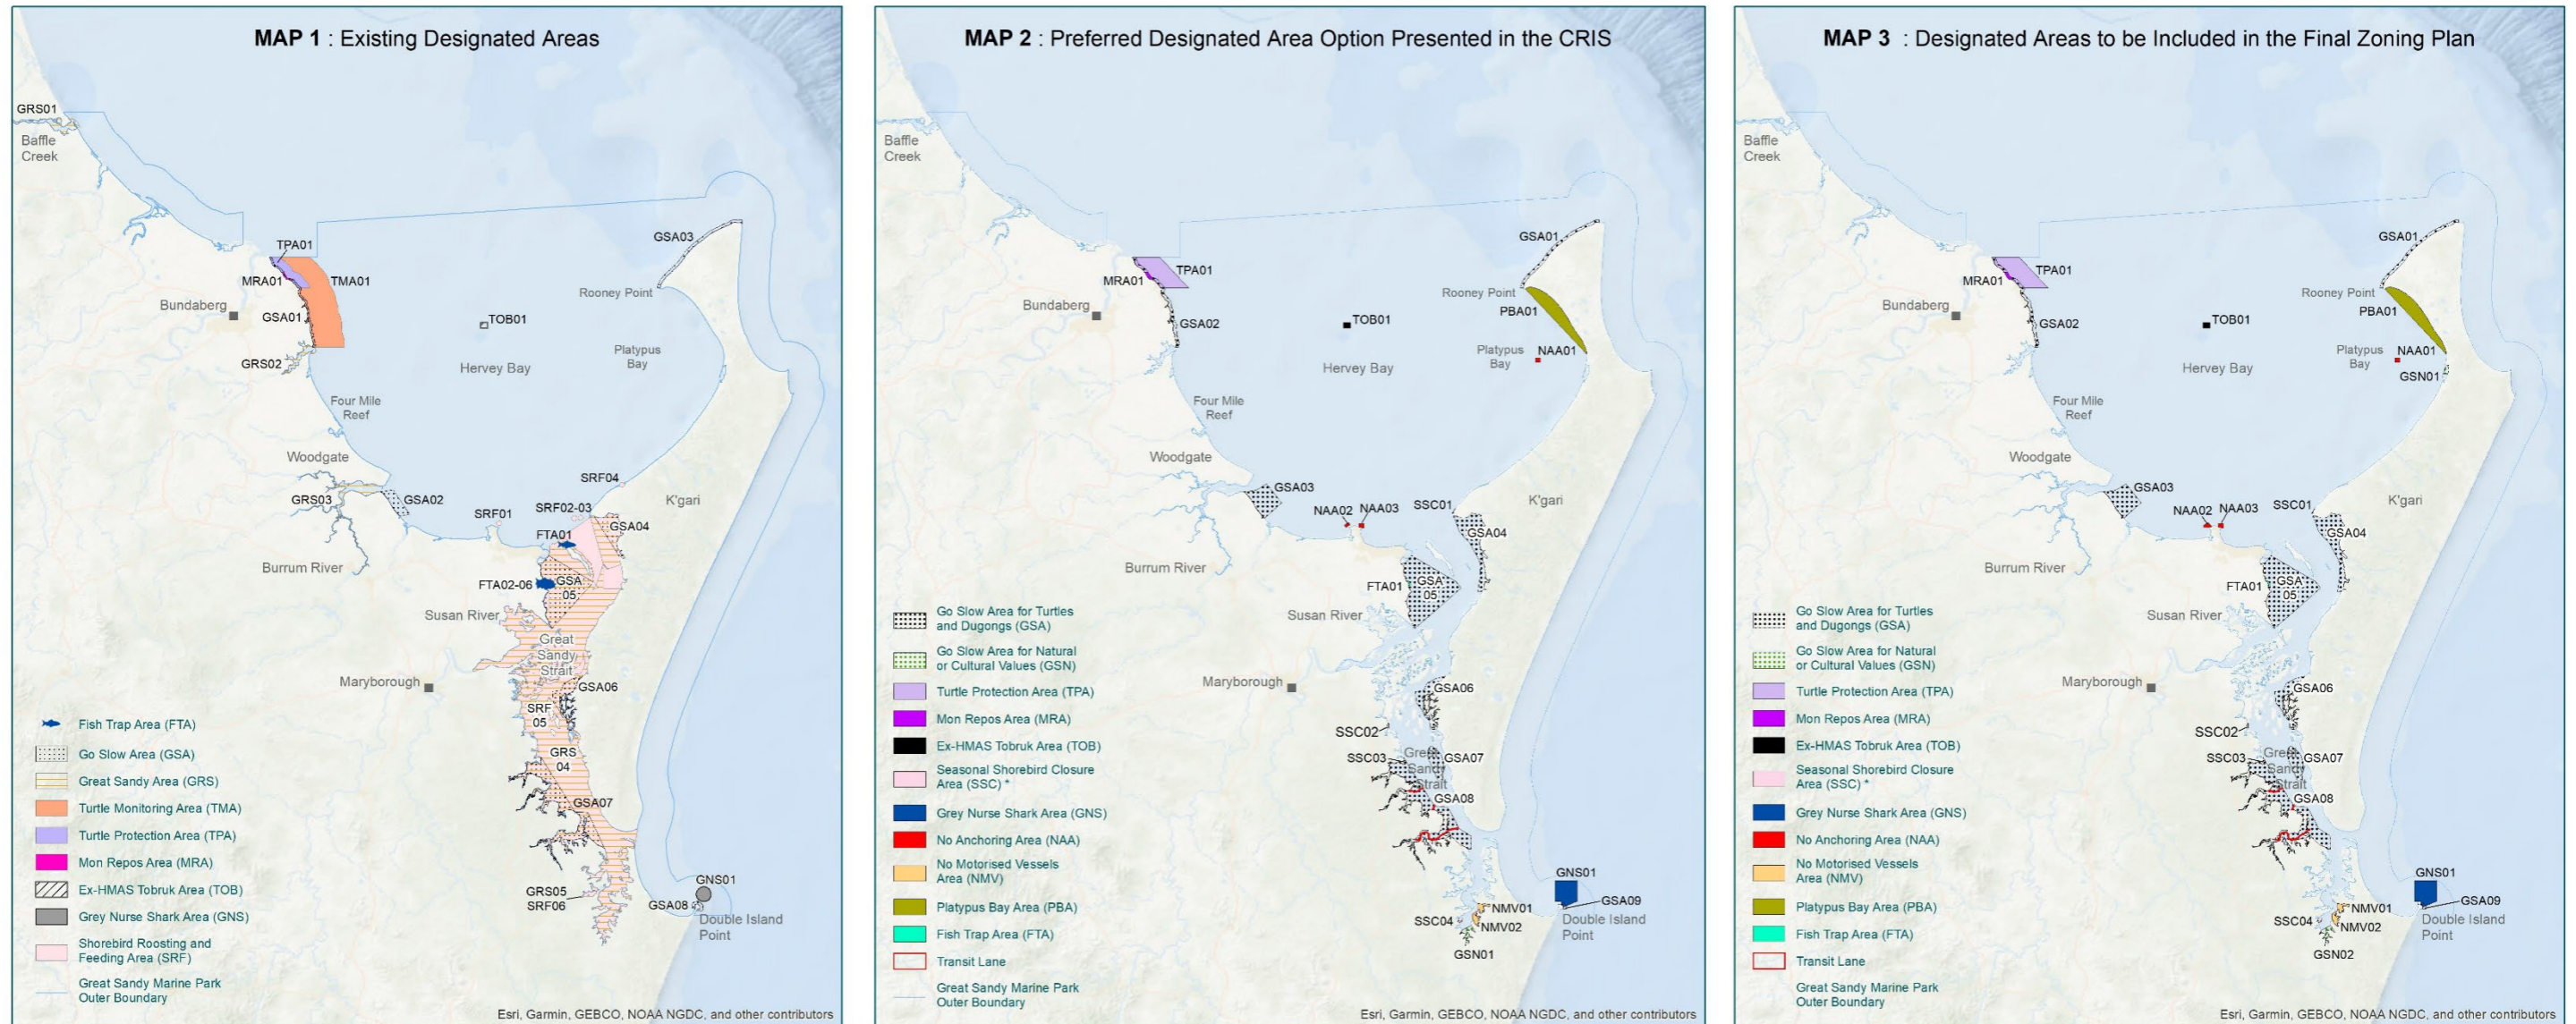 MAP 1 : Existing Designated Areas
GRS01
Baffle
Creek
TPA01
MRA01
TMA01
GSA03
Bundaberg
GSA01
TOB01
Rooney Point
GRS02
Hervey Bay
Platypus
Bay
Four Mile
Reef
Woodgate
GRS03
GSA02
SRF01
SRF04
SRF02-03
K'gari
FTA01
GSA04
Burrum River
FTA02-06
GSA
05
Susan River
Great
Sandy
Strait
Maryborough
GSA06
SRF
05
GRS
04
GSA07
GRS05
SRF06
GNS01
GSA08
Double Island
Point
Fish Trap Area (FTA)
Go Slow Area (GSA)
Great Sandy Area (GRS)
Turtle Monitoring Area (TMA)
Turtle Protection Area (TPA)
Mon Repos Area (MRA)
Ex-HMAS Tobruk Area (TOB)
Grey Nurse Shark Area (GNS)
Shorebird Roosting and
Feeding Area (SRF)
Great Sandy Marine Park
Outer Boundary
Esri, Garmin, GEBCO, NOAA NGDC, and other contributors
MAP 2 : Preferred Designated Area Option Presented in the CRIS
Baffle
Creek
GSA01
MRA01
TPA01
Rooney Point
Bundaberg
GSA02
TOB01
PBA01
Platypus
Bay
NAA01
Hervey Bay
Four Mile
Reef
Woodgate
GSA03
NAA02
NAA03
SSC01
K'gari
GSA04
Burrum River
FTA01
GSA
05
Susan River
Maryborough
GSA06
SSC02
SSC03
Great
Sandy
Strait
GSA07
GSA08
GNS01
GSA09
Double Island
Point
NMV01
SSC04
NMV02
GSN01
Go Slow Area for Turtles
and Dugongs (GSA)
Go Slow Area for Natural
or Cultural Values (GSN)
Turtle Protection Area (TPA)
Mon Repos Area (MRA)
Ex-HMAS Tobruk Area (TOB)
Seasonal Shorebird Closure
Area (SSC) *
Grey Nurse Shark Area (GNS)
No Anchoring Area (NAA)
No Motorised Vessels
Area (NMV)
Platypus Bay Area (PBA)
Fish Trap Area (FTA)
Transit Lane
Great Sandy Marine Park
Outer Boundary
Esri, Garmin, GEBCO, NOAA NGDC, and other contributors
MAP 3 : Designated Areas to be Included in the Final Zoning Plan
Baffle
Creek
GSA01
MRA01
TPA01
Rooney Point
Bundaberg
GSA02
TOB01
PBA01
Platypus
Bay
NAA01
GSN01
Hervey Bay
Four Mile
Reef
Woodgate
GSA03
NAA02
NAA03
SSC01
K'gari
GSA04
Burrum River
FTA01
GSA
05
Susan River
Maryborough
GSA06
SSC02
SSC03
Great
Sandy
Strait
GSA07
GSA08
GNS01
GSA09
Double Island
Point
NMV01
SSC04
NMV02
GSN02
Go Slow Area for Turtles
and Dugongs (GSA)
Go Slow Area for Natural
or Cultural Values (GSN)
Turtle Protection Area (TPA)
Mon Repos Area (MRA)
Ex-HMAS Tobruk Area (TOB)
Seasonal Shorebird Closure
Area (SSC) *
Grey Nurse Shark Area (GNS)
No Anchoring Area (NAA)
No Motorised Vessels
Area (NMV)
Platypus Bay Area (PBA)
Fish Trap Area (FTA)
Transit Lane
Great Sandy Marine Park
Outer Boundary
Esri, Garmin, GEBCO, NOAA NGDC, and other contributors